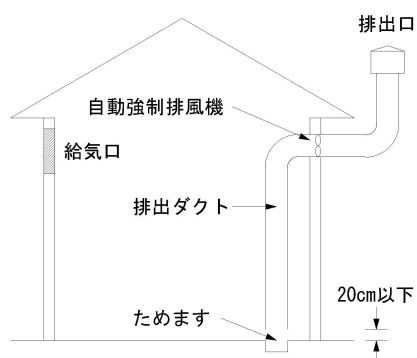 排出口
自動強制排風機
給気口
排出ダクト
20cm以下
ためます